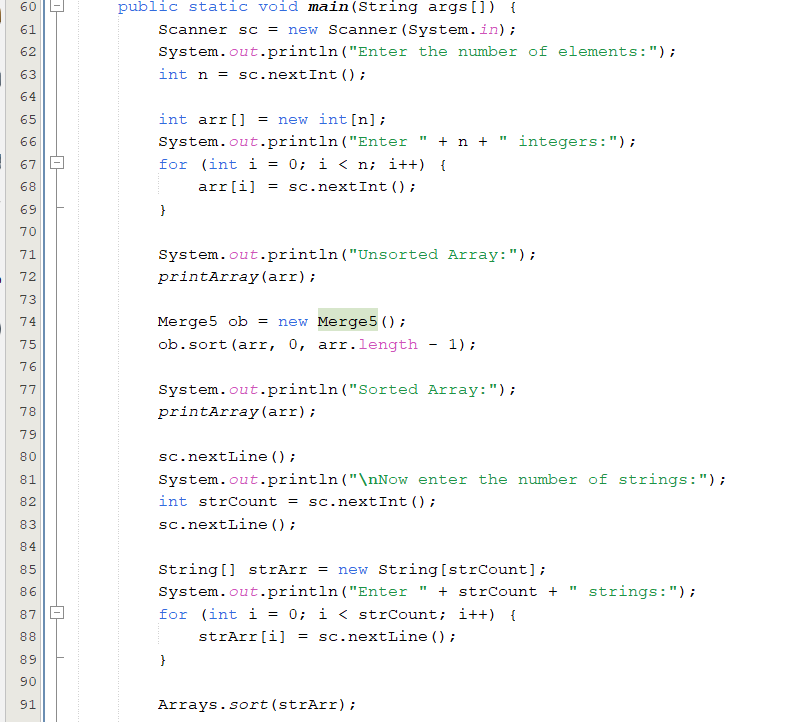 60 public static void main(String args[]) {
61 Scanner sc = new Scanner(System.in);
62 System.out.println("Enter the number of elements:");
63 int n = sc.nextInt();
64
65 int arr[] = new int[n];
66 System.out.println("Enter " + n + " integers:");
67 for (int i = 0; i < n; i++) {
68 arr[i] = sc.nextInt();
69 }
70
71 System.out.println("Unsorted Array:");
72 printArray(arr);
73
74 Merge5 ob = new Merge5();
75 ob.sort(arr, 0, arr.length - 1);
76
77 System.out.println("Sorted Array:");
78 printArray(arr);
79
80 sc.nextLine();
81 System.out.println("\nNow enter the number of strings:");
82 int strCount = sc.nextInt();
83 sc.nextLine();
84
85 String[] strArr = new String[strCount];
86 System.out.println("Enter " + strCount + " strings:");
87 for (int i = 0; i < strCount; i++) {
88 strArr[i] = sc.nextLine();
89 }
90
91 Arrays.sort(strArr);